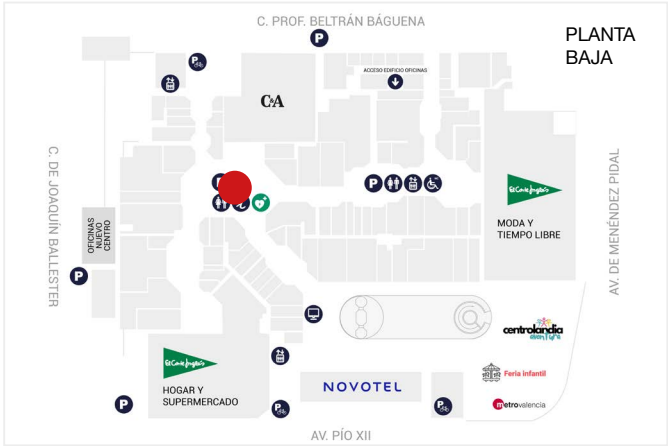 C. PROF. BELTRÁN BÁGUENA
PLANTA
BAJA
P
P
ACCESO EDIFICIO OFICINAS
C&A
C. DE JOAQUÍN BALLESTER
AV. DE MENÉNDEZ PIDAL
P
El Corte Inglés
MODA Y
TIEMPO LIBRE
OFICINAS
NUEVO
CENTRO
P
centrolandia
Feria infantil
El Corte Inglés
HOGAR Y
SUPERMERCADO
NOVOTEL
metrovalencia
P
P
P
AV. PÍO XII